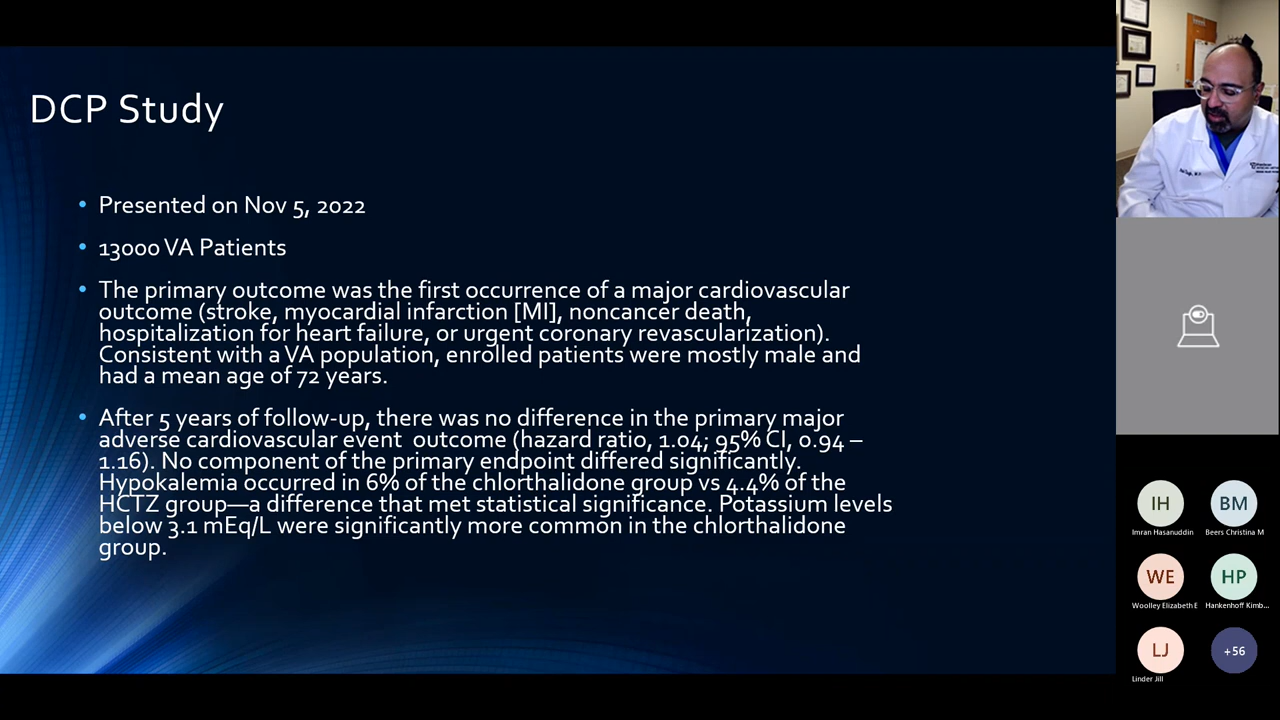 DCP Study
• Presented on Nov 5, 2022
• 13000 VA Patients
• The primary outcome was the first occurrence of a major cardiovascular
outcome (stroke, myocardial infarction [MI], noncancer death,
hospitalization for heart failure, or urgent coronary revascularization).
Consistent with a VA population, enrolled patients were mostly male and
had a mean age of 72 years.
• After 5 years of follow-up, there was no difference in the primary major
adverse cardiovascular event  outcome (hazard ratio, 1.04; 95% CI, 0.94 –
1.16). No component of the primary endpoint differed significantly.
Hypokalemia occurred in 6% of the chlorthalidone group vs 4.4% of the
HCTZ group—a difference that met statistical significance. Potassium levels
below 3.1 mEq/L were significantly more common in the chlorthalidone
group.
IH
BM
Imran Hasanuddin
Beers Christina M
WE
HP
Woolley Elizabeth E
Hankenhoff Kimb...
LJ
+56
Linder Jill